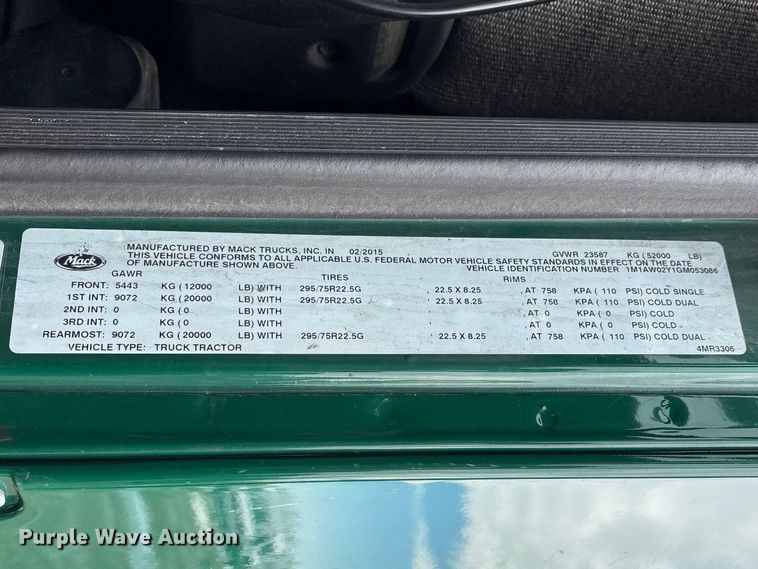 Mack
MANUFACTURED BY MACK TRUCKS, INC. IN 02/2015 GVWR 23587 KG (52000 LB)
THIS VEHICLE CONFORMS TO ALL APPLICABLE U.S. FEDERAL MOTOR VEHICLE SAFETY STANDARDS IN EFFECT ON THE DATE
OF MANUFACTURE SHOWN ABOVE. VEHICLE IDENTIFICATION NUMBER 1M1AW02Y1GM053086
GAWR TIRES RIMS
FRONT: 5443 KG (12000 LB) WITH 295/75R22.5G 22.5 X 8.25 , AT 758 KPA ( 110 PSI) COLD SINGLE
1ST INT: 9072 KG (20000 LB) WITH 295/75R22.5G 22.5 X 8.25 , AT 758 KPA ( 110 PSI) COLD DUAL
2ND INT: 0 KG (0 LB) WITH , AT 0 KPA (0 PSI) COLD
3RD INT: 0 KG (0 LB) WITH , AT 0 KPA (0 PSI) COLD
REARMOST: 9072 KG (20000 LB) WITH 295/75R22.5G 22.5 X 8.25 , AT 758 KPA ( 110 PSI) COLD DUAL
VEHICLE TYPE: TRUCK TRACTOR 4MR3306
Purple Wave Auction